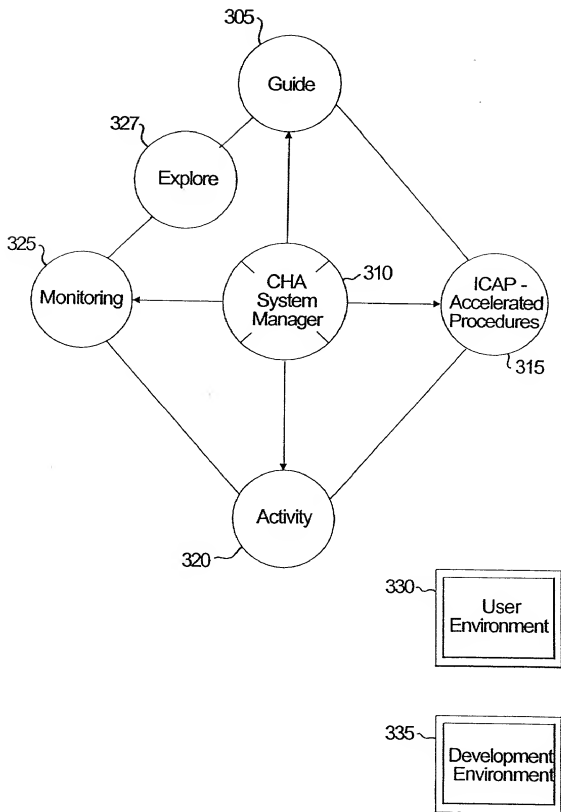 305
Guide
327
Explore
325
Monitoring
CHA
System
Manager
310
ICAP -
Accelerated
Procedures
315
Activity
320
330
User
Environment
335
Development
Environment